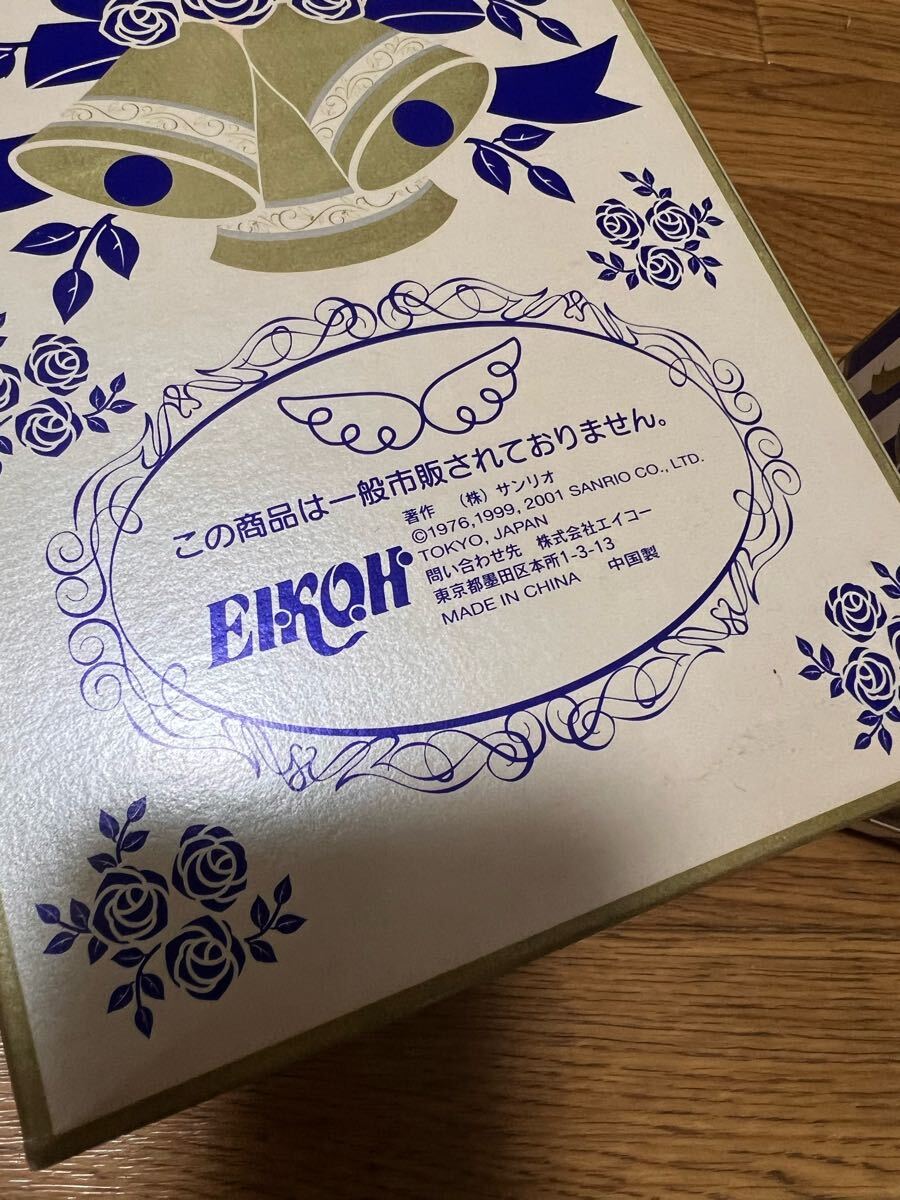 この商品は一般市販されておりません。
著作 (株) サンリオ
©1976,1999, 2001 SANRIO CO., LTD.
TOKYO, JAPAN
問い合わせ先 株式会社エイコー
東京都墨田区本所1-3-13
MADE IN CHINA 中国製
EIKOH